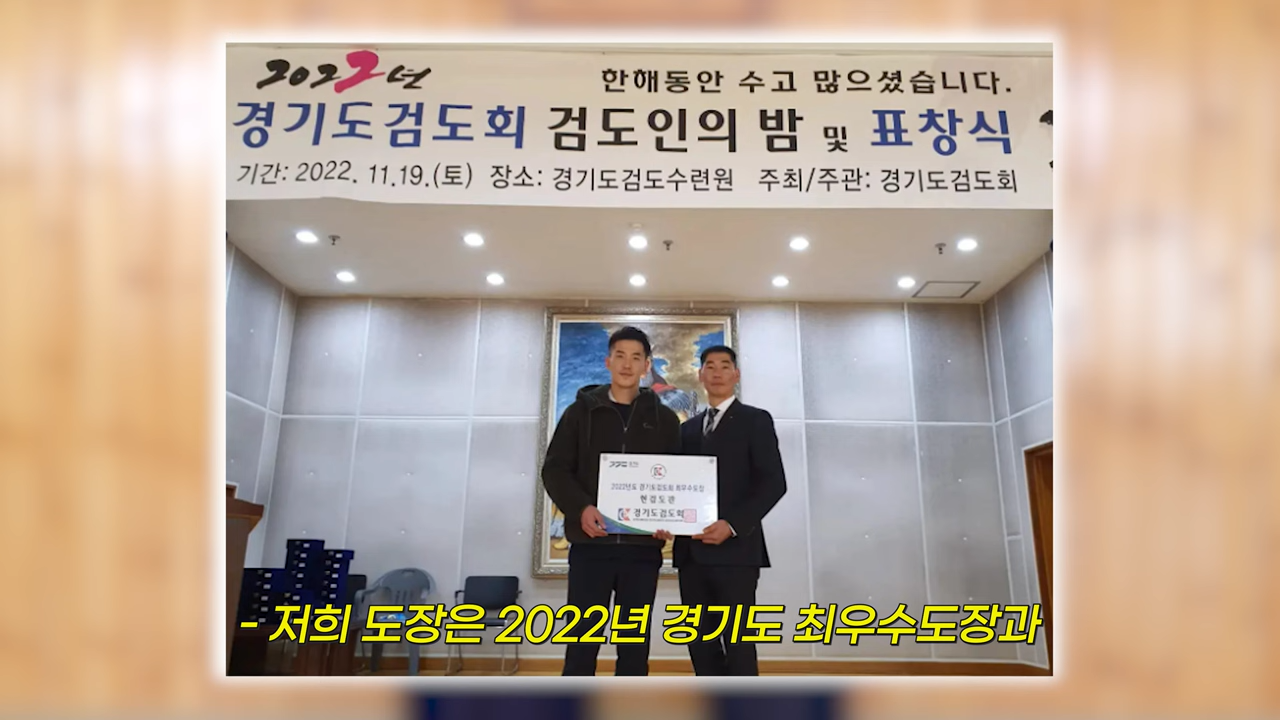 2022년
한해동안 수고 많으셨습니다.
경기도검도회 검도인의 밤 및 표창식
기간: 2022. 11.19.(토) 장소: 경기도검도수련원 주최/주관: 경기도검도회
2022년도 경기도검도회 최우수도장
현검도관
경기도검도회
- 저희 도장은 2022년 경기도 최우수도장과